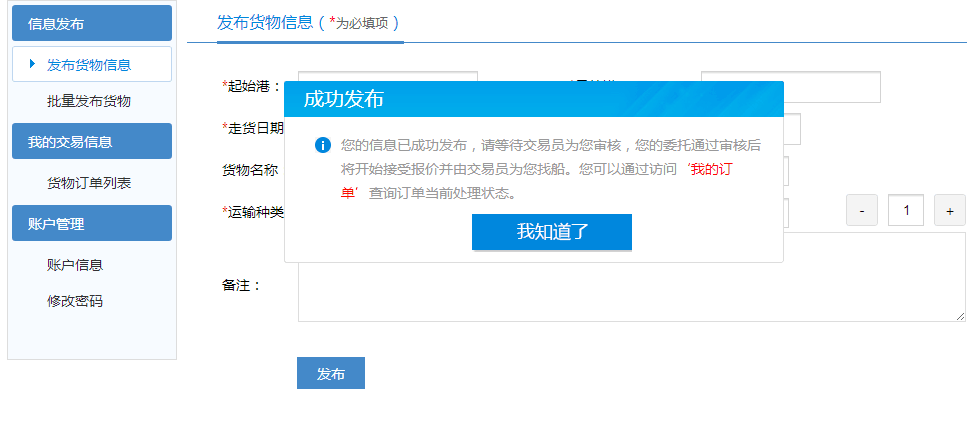 信息发布
发布货物信息
批量发布货物
我的交易信息
货物订单列表
账户管理
账户信息
修改密码
发布货物信息(*为必填项)
*起始港：
成功发布
*走货日期
您的信息已成功发布，请等待交易员为您审核，您的委托通过审核后
将开始接受报价并由交易员为您找船。您可以通过访问‘我的订
单’查询订单当前处理状态。
货物名称
*运输种类
- 1 +
我知道了
备注：
发布